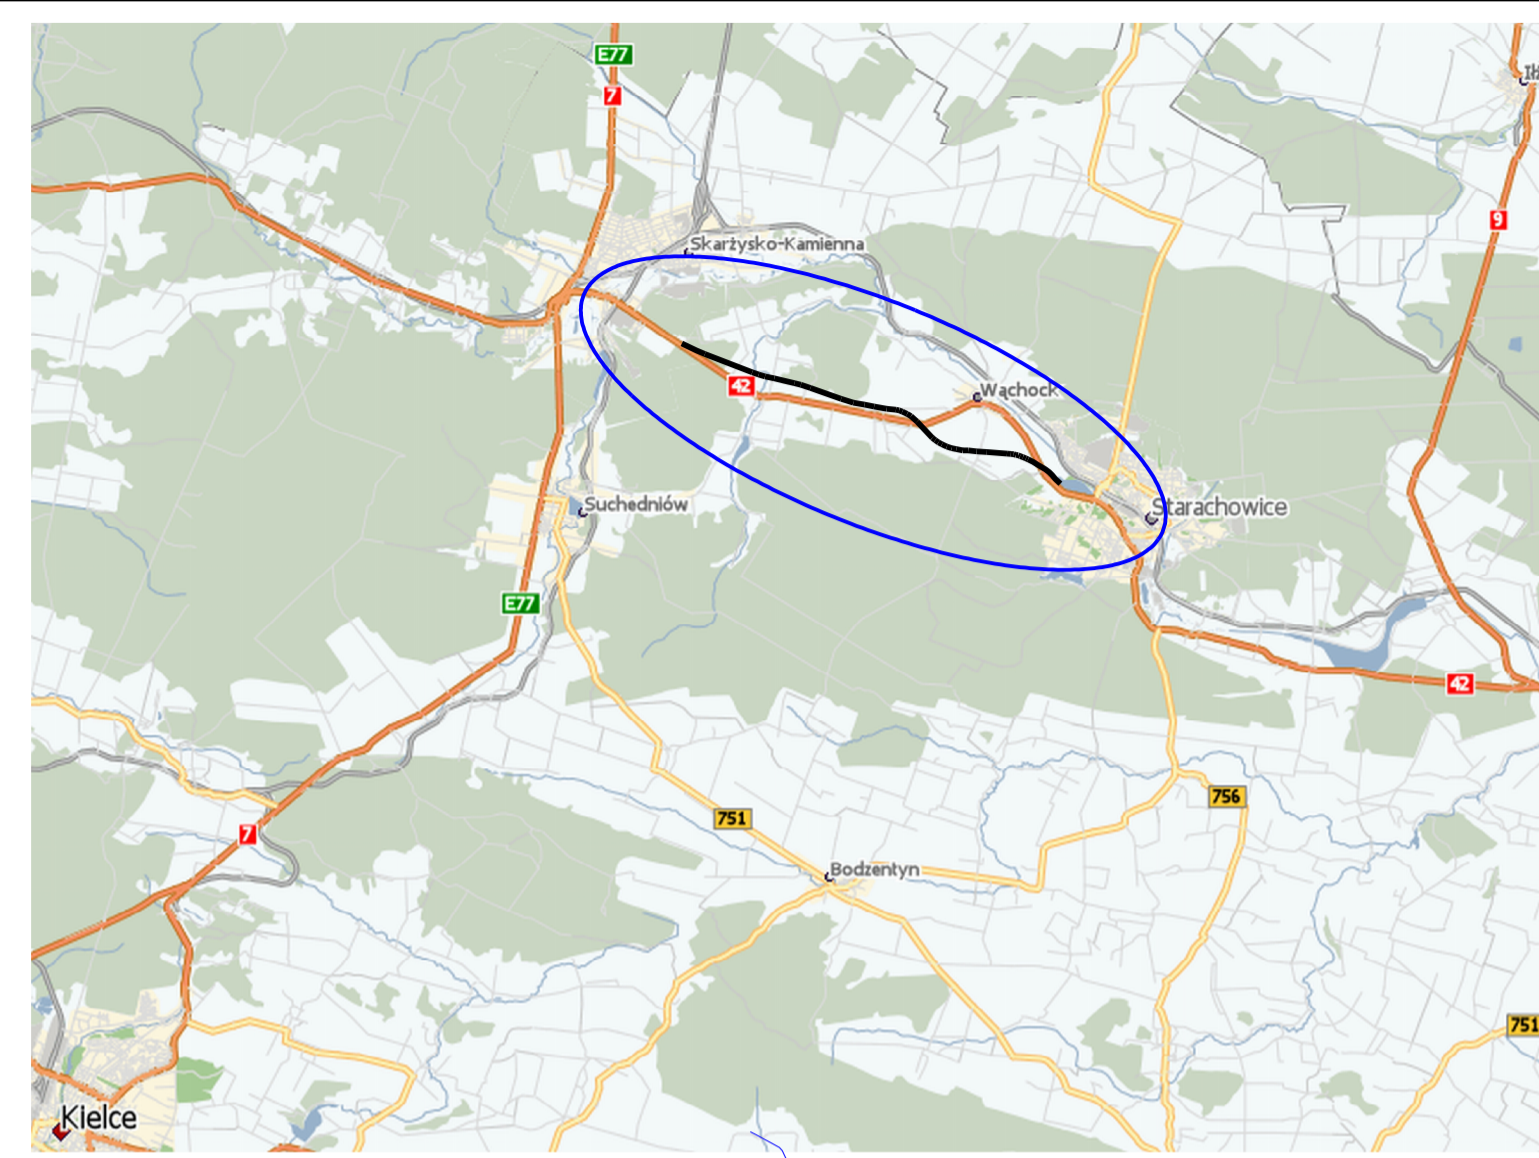 E77
7
9
Skarżysko-Kamienna
42
Wąchock
Suchedniów
Starachowice
E77
42
756
751
7
Bodzentyn
751
Kielce